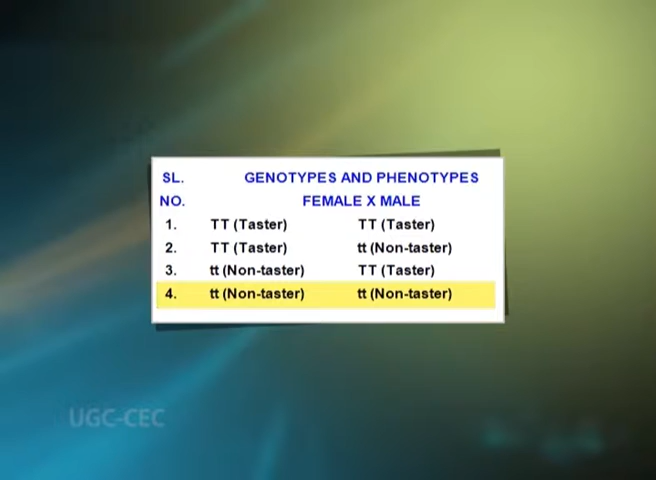 SL. GENOTYPES AND PHENOTYPES
NO. FEMALE X MALE
1. TT (Taster) TT (Taster)
2. TT (Taster) tt (Non-taster)
3. tt (Non-taster) TT (Taster)
4. tt (Non-taster) tt (Non-taster)
UGC-CEC